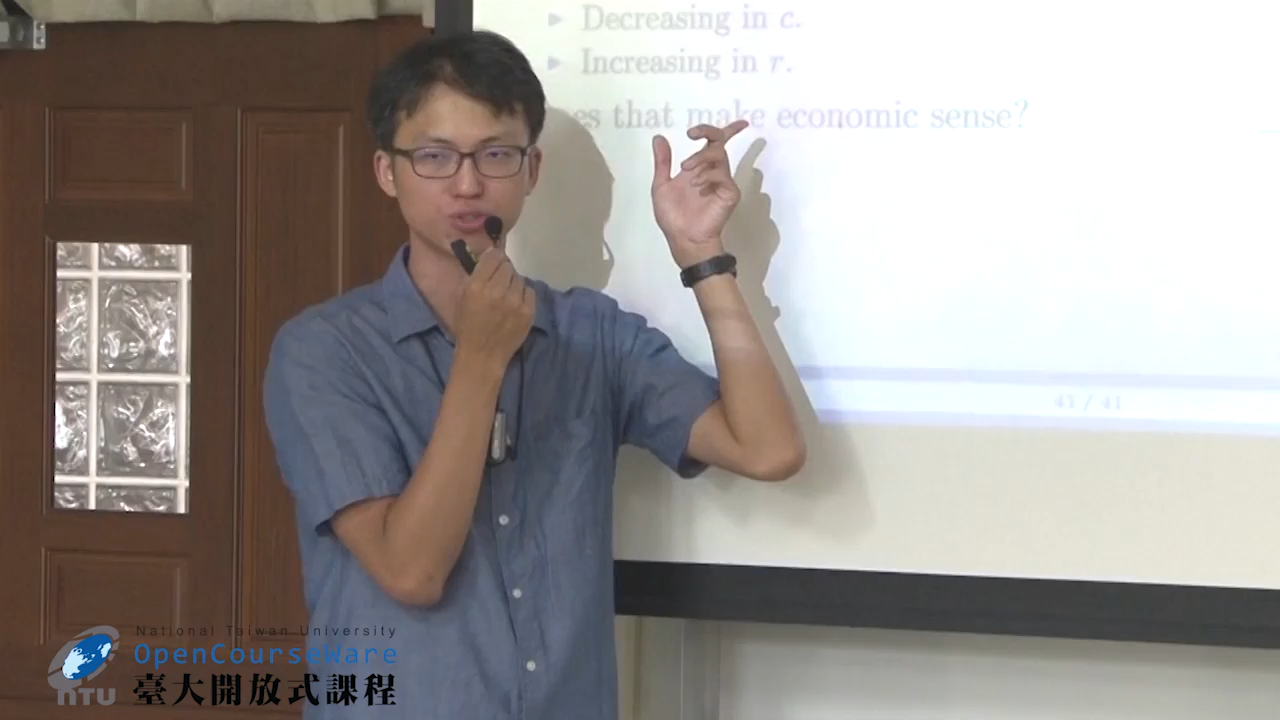 Decreasing in c.
Increasing in r.
es that make economic sense?
41 / 41
National Taiwan University
OpenCourseWare
NTU
臺大開放式課程